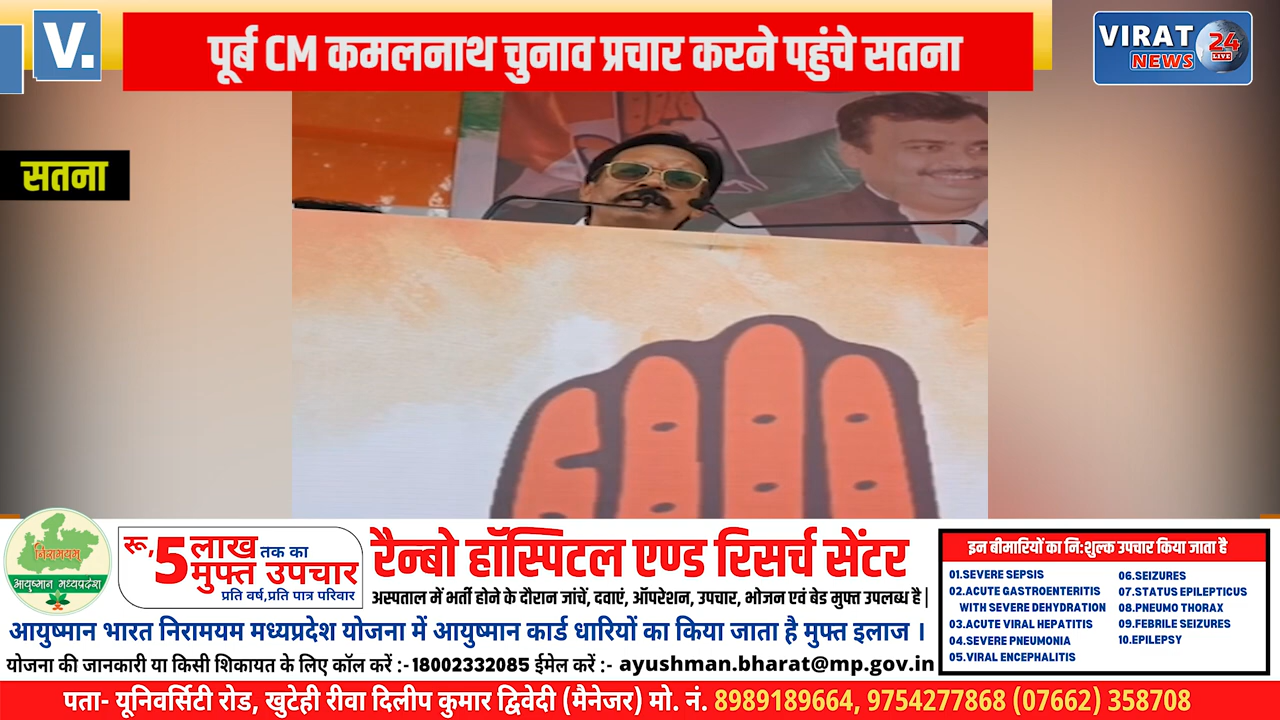 V.
पूर्ब CM कमलनाथ चुनाव प्रचार करने पहुंचे सतना
VIRAT
NEWS
24
LIVE
सतना
निरामयम्
आयुष्मान मध्यप्रदेश
रू,5 लाख तक का
मुफ्त उपचार
प्रति वर्ष,प्रति पात्र परिवार
रैन्बो हॉस्पिटल एण्ड रिसर्च सेंटर
अस्पताल में भर्ती होने के दौरान जांचें, दवाएं, ऑपरेशन, उपचार, भोजन एवं बेड मुफ्त उपलब्ध है|
आयुष्मान भारत निरामयम मध्यप्रदेश योजना में आयुष्मान कार्ड धारियों का किया जाता है मुफ्त इलाज ।
योजना की जानकारी या किसी शिकायत के लिए कॉल करें :-18002332085 ईमेल करें :- ayushman.bharat@mp.gov.in
इन बीमारियों का नि:शुल्क उपचार किया जाता है
01.SEVERE SEPSIS
02.ACUTE GASTROENTERITIS
WITH SEVERE DEHYDRATION
03.ACUTE VIRAL HEPATITIS
04.SEVERE PNEUMONIA
05.VIRAL ENCEPHALITIS
06.SEIZURES
07.STATUS EPILEPTICUS
08.PNEUMO THORAX
09.FEBRILE SEIZURES
10.EPILEPSY
पता- यूनिवर्सिटी रोड, खुटेही रीवा दिलीप कुमार द्विवेदी (मैनेजर) मो. नं. 8989189664, 9754277868 (07662) 358708